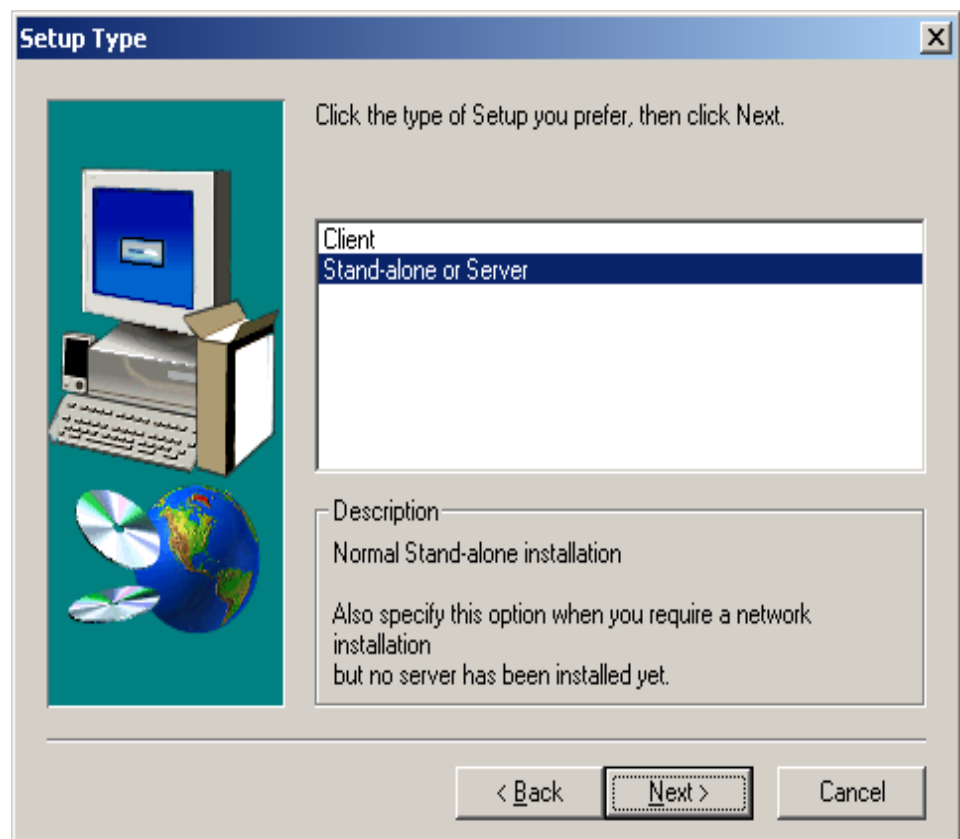 Setup Type
Click the type of Setup you prefer, then click Next.
Client
Stand-alone or Server
Description
Normal Stand-alone installation
Also specify this option when you require a network
installation
but no server has been installed yet.
< Back
Next >
Cancel